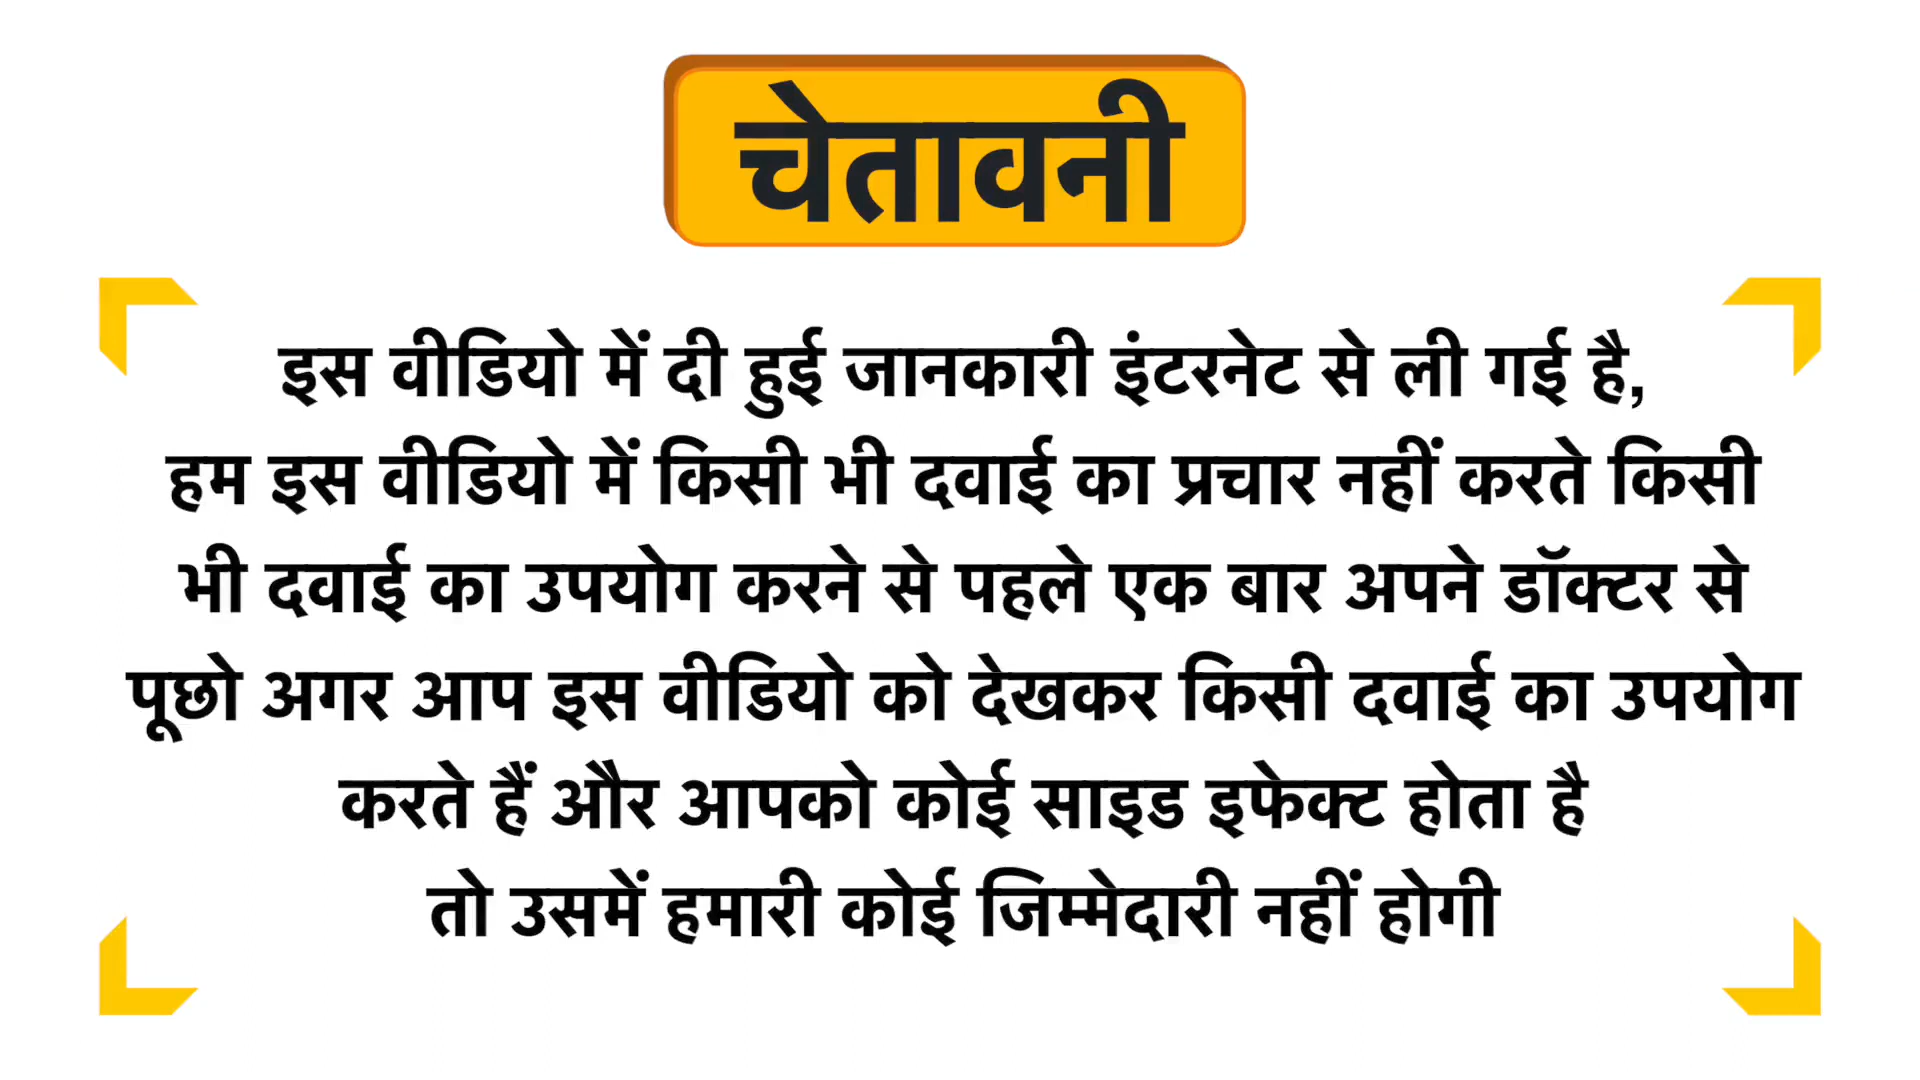 चेतावनी
इस वीडियो में दी हुई जानकारी इंटरनेट से ली गई है,
हम इस वीडियो में किसी भी दवाई का प्रचार नहीं करते किसी
भी दवाई का उपयोग करने से पहले एक बार अपने डॉक्टर से
पूछो अगर आप इस वीडियो को देखकर किसी दवाई का उपयोग
करते हैं और आपको कोई साइड इफेक्ट होता है
तो उसमें हमारी कोई जिम्मेदारी नहीं होगी